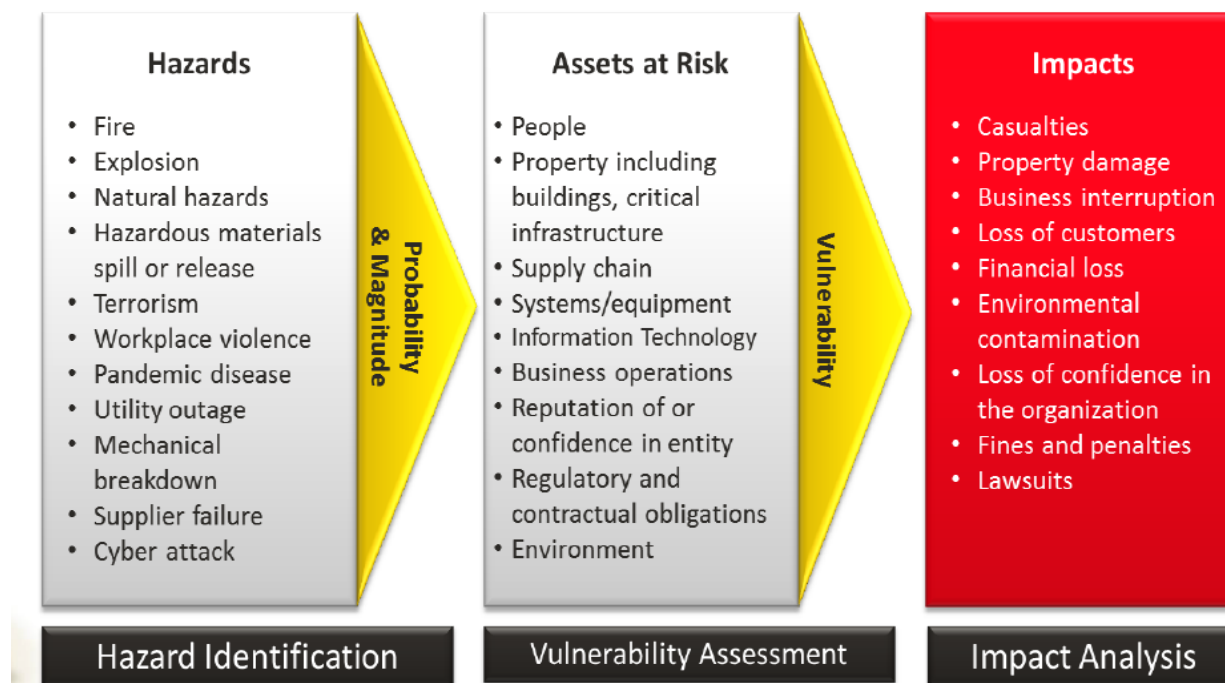 Hazards
• Fire
• Explosion
• Natural hazards
• Hazardous materials
spill or release
• Terrorism
• Workplace violence
• Pandemic disease
• Utility outage
• Mechanical
breakdown
• Supplier failure
• Cyber attack
Probability
& Magnitude
Assets at Risk
• People
• Property including
buildings, critical
infrastructure
• Supply chain
• Systems/equipment
• Information Technology
• Business operations
• Reputation of or
confidence in entity
• Regulatory and
contractual obligations
• Environment
Vulnerability
Impacts
• Casualties
• Property damage
• Business interruption
• Loss of customers
• Financial loss
• Environmental
contamination
• Loss of confidence in
the organization
• Fines and penalties
• Lawsuits
Hazard Identification
Vulnerability Assessment
Impact Analysis